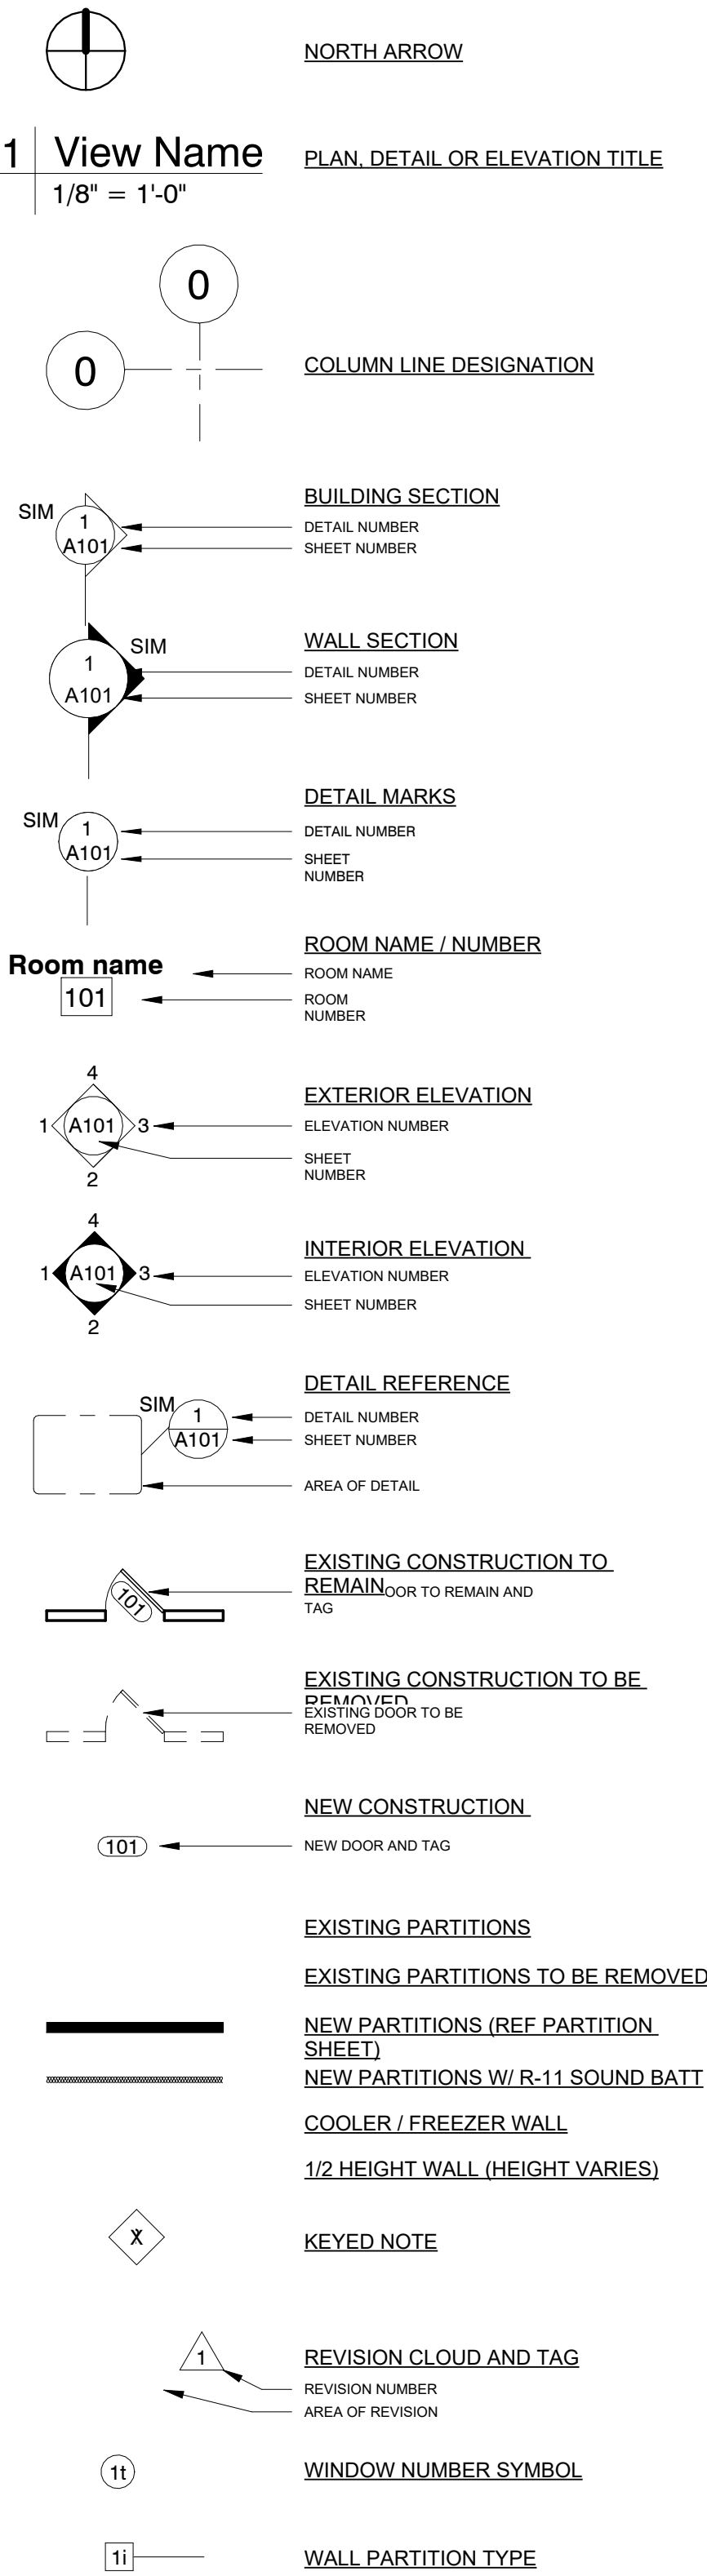 NORTH ARROW
1 View Name
1/8" = 1'-0"
PLAN, DETAIL OR ELEVATION TITLE
0
0
COLUMN LINE DESIGNATION
BUILDING SECTION
SIM
1
A101
DETAIL NUMBER
SHEET NUMBER
WALL SECTION
SIM
1
A101
DETAIL NUMBER
SHEET NUMBER
DETAIL MARKS
SIM
1
A101
DETAIL NUMBER
SHEET
NUMBER
ROOM NAME / NUMBER
Room name
101
ROOM NAME
ROOM
NUMBER
EXTERIOR ELEVATION
4
1 A101 3
2
ELEVATION NUMBER
SHEET
NUMBER
INTERIOR ELEVATION
4
1 A101 3
2
ELEVATION NUMBER
SHEET NUMBER
DETAIL REFERENCE
SIM
1
A101
DETAIL NUMBER
SHEET NUMBER
AREA OF DETAIL
EXISTING CONSTRUCTION TO
REMAIN
101
OOR TO REMAIN AND
TAG
EXISTING CONSTRUCTION TO BE
REMOVED
EXISTING DOOR TO BE
REMOVED
NEW CONSTRUCTION
101
NEW DOOR AND TAG
EXISTING PARTITIONS
EXISTING PARTITIONS TO BE REMOVED
NEW PARTITIONS (REF PARTITION
SHEET)
NEW PARTITIONS W/ R-11 SOUND BATT
COOLER / FREEZER WALL
1/2 HEIGHT WALL (HEIGHT VARIES)
X
KEYED NOTE
1
REVISION CLOUD AND TAG
REVISION NUMBER
AREA OF REVISION
1t
WINDOW NUMBER SYMBOL
1i
WALL PARTITION TYPE